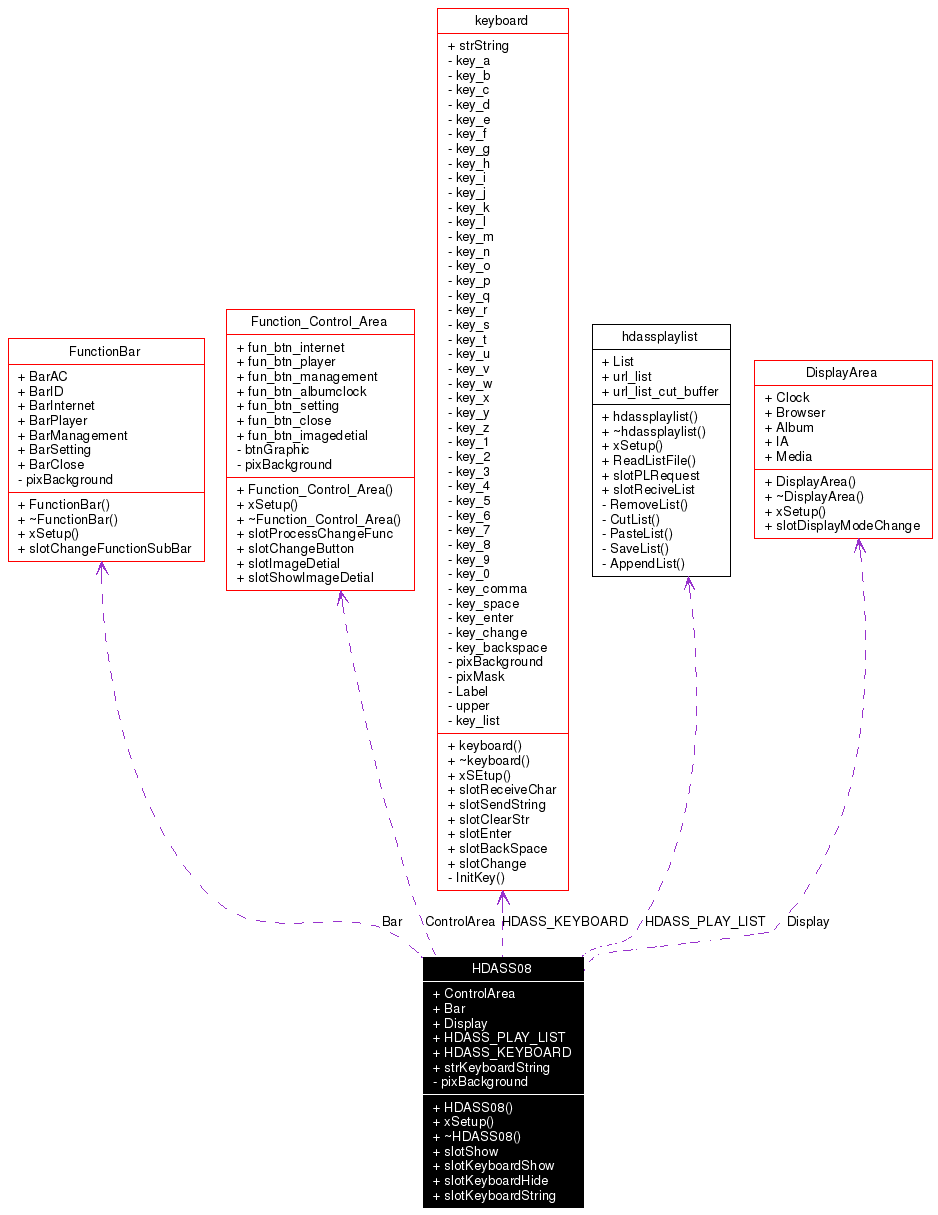 keyboard
+ strString
- key_a
- key_b
- key_c
- key_d
- key_e
- key_f
- key_g
- key_h
- key_i
- key_j
- key_k
- key_l
- key_m
- key_n
- key_o
- key_p
- key_q
- key_r
- key_s
- key_t
- key_u
- key_v
- key_w
- key_x
- key_y
- key_z
- key_1
- key_2
- key_3
- key_4
- key_5
- key_6
- key_7
- key_8
- key_9
- key_0
- key_comma
- key_space
- key_enter
- key_change
- key_backspace
- pixBackground
- pixMask
- Label
- upper
- key_list
+ keyboard()
+ ~keyboard()
+ xSEtup()
+ slotReceiveChar
+ slotSendString
+ slotClearStr
+ slotEnter
+ slotBackSpace
+ slotChange
- InitKey()
FunctionBar
+ BarAC
+ BarID
+ BarInternet
+ BarPlayer
+ BarManagement
+ BarSetting
+ BarClose
- pixBackground
+ FunctionBar()
+ ~FunctionBar()
+ xSetup()
+ slotChangeFunctionSubBar
Function_Control_Area
+ fun_btn_internet
+ fun_btn_player
+ fun_btn_management
+ fun_btn_albumclock
+ fun_btn_setting
+ fun_btn_close
+ fun_btn_imagedetial
- btnGraphic
- pixBackground
+ Function_Control_Area()
+ xSetup()
+ ~Function_Control_Area()
+ slotProcessChangeFunc
+ slotChangeButton
+ slotImageDetial
+ slotShowImageDetial
hdassplaylist
+ List
+ url_list
+ url_list_cut_buffer
+ hdassplaylist()
+ ~hdassplaylist()
+ xSetup()
+ ReadListFile()
+ slotPLRequest
+ slotReciveList
- RemoveList()
- CutList()
- PasteList()
- SaveList()
- AppendList()
DisplayArea
+ Clock
+ Browser
+ Album
+ IA
+ Media
+ DisplayArea()
+ ~DisplayArea()
+ xSetup()
+ slotDisplayModeChange
Bar
ControlArea
HDASS_KEYBOARD
HDASS_PLAY_LIST
Display
HDASS08
+ ControlArea
+ Bar
+ Display
+ HDASS_PLAY_LIST
+ HDASS_KEYBOARD
+ strKeyboardString
- pixBackground
+ HDASS08()
+ xSetup()
+ ~HDASS08()
+ slotShow
+ slotKeyboardShow
+ slotKeyboardHide
+ slotKeyboardString